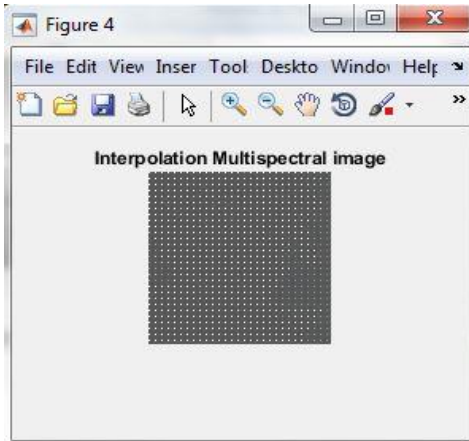 Figure 4
File Edit View Inser Tool Deskto Windo Help
Interpolation Multispectral image